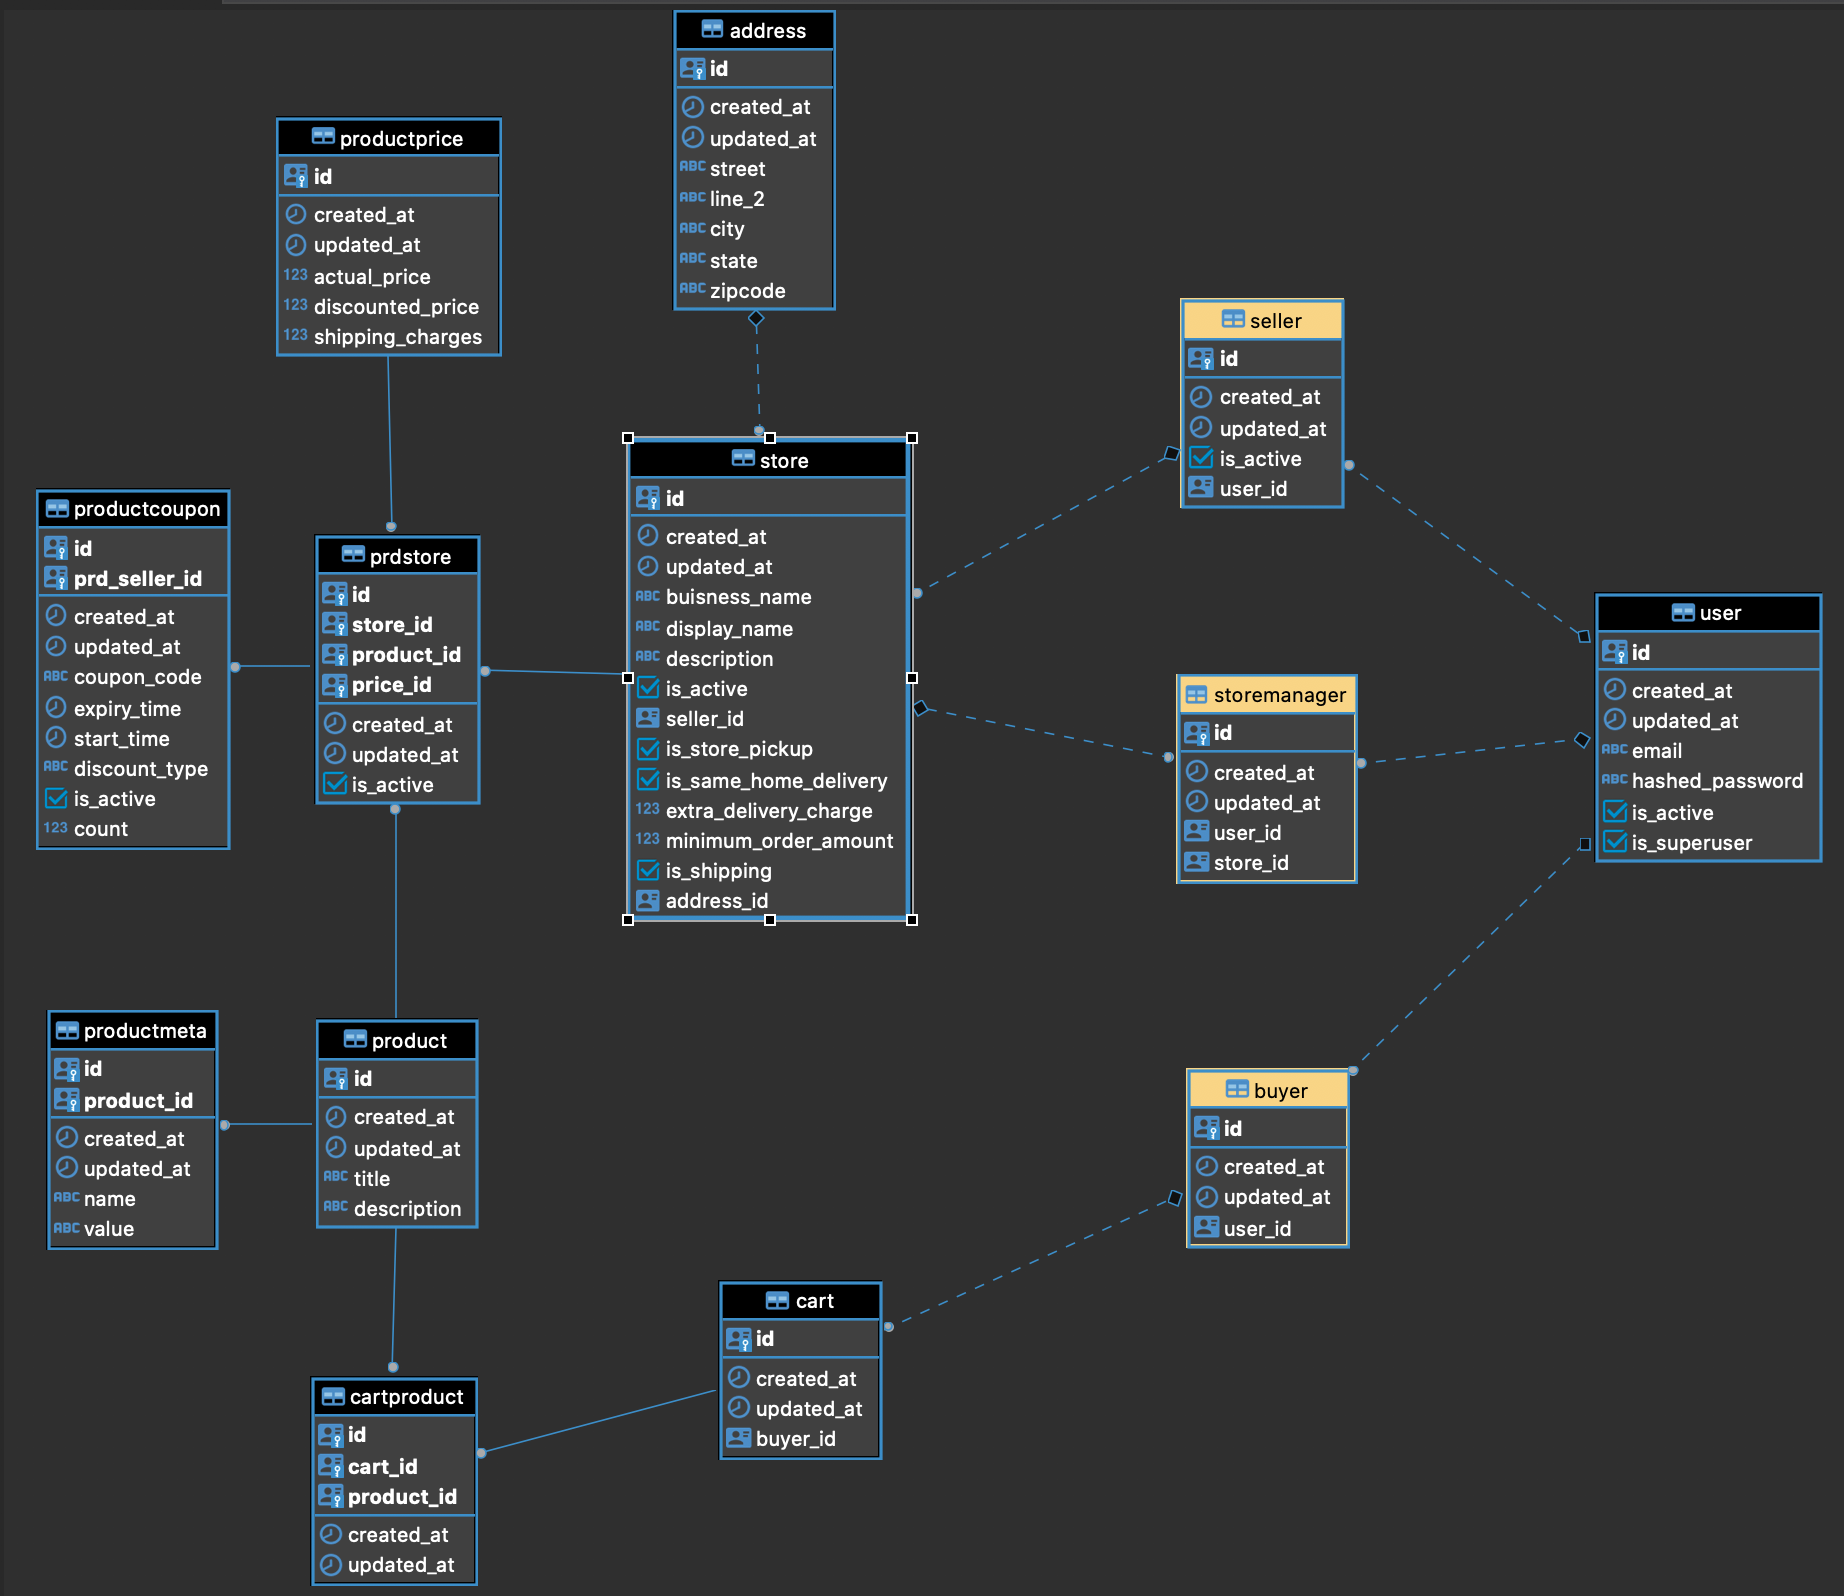 address
id
created_at
updated_at
ABC street
ABC line_2
ABC city
ABC state
ABC zipcode
productprice
id
created_at
updated_at
123 actual_price
123 discounted_price
123 shipping_charges
seller
id
created_at
updated_at
is_active
user_id
store
id
created_at
updated_at
ABC buisness_name
ABC display_name
ABC description
is_active
seller_id
is_store_pickup
is_same_home_delivery
123 extra_delivery_charge
123 minimum_order_amount
is_shipping
address_id
productcoupon
id
prd_seller_id
created_at
updated_at
ABC coupon_code
expiry_time
start_time
ABC discount_type
is_active
123 count
prdstore
id
store_id
product_id
price_id
created_at
updated_at
is_active
user
id
created_at
updated_at
ABC email
ABC hashed_password
is_active
is_superuser
storemanager
id
created_at
updated_at
user_id
store_id
productmeta
id
product_id
created_at
updated_at
ABC name
ABC value
product
id
created_at
updated_at
ABC title
ABC description
buyer
id
created_at
updated_at
user_id
cart
id
created_at
updated_at
buyer_id
cartproduct
id
cart_id
product_id
created_at
updated_at